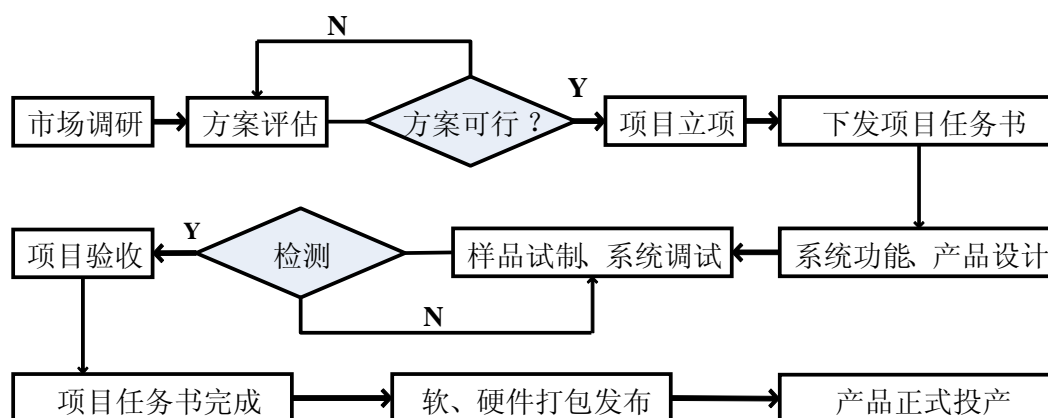 N
市场调研
方案评估
方案可行？
Y
项目立项
下发项目任务书
系统功能、产品设计
样品试制、系统调试
检测
N
Y
项目验收
项目任务书完成
软、硬件打包发布
产品正式投产